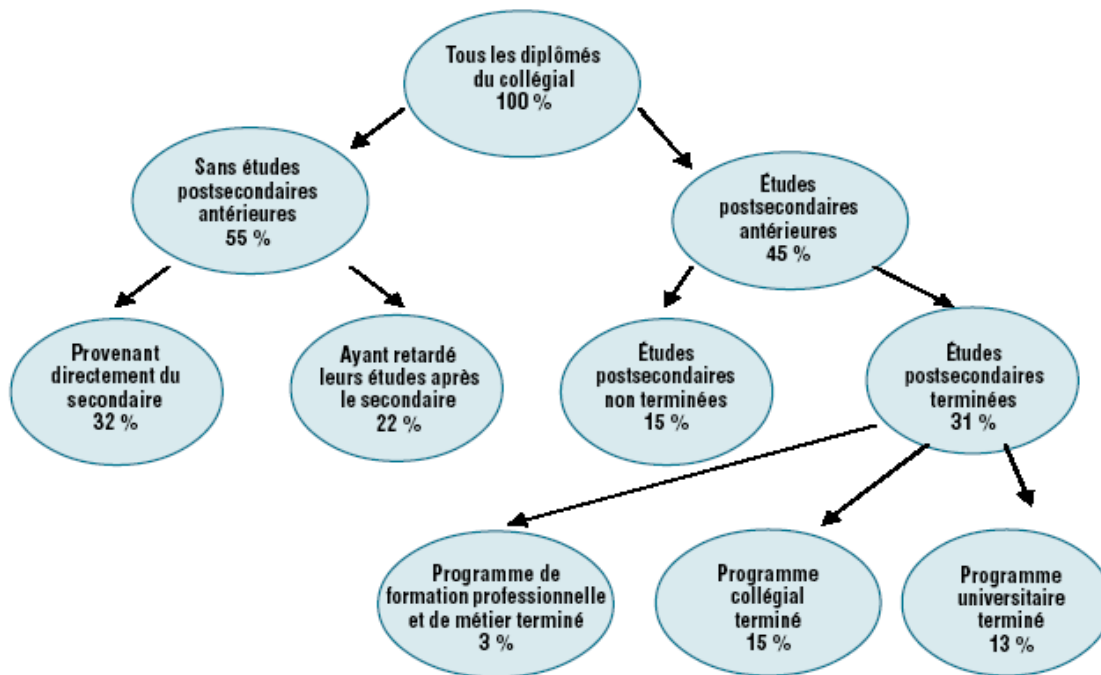 Tous les diplômés
du collégial
100 %
Sans études
postsecondaires
antérieures
55 %
Études
postsecondaires
antérieures
45 %
Provenant
directement du
secondaire
32 %
Ayant retardé
leurs études après
le secondaire
22 %
Études
postsecondaires
non terminées
15 %
Études
postsecondaires
terminées
31 %
Programme de
formation professionnelle
et de métier terminé
3 %
Programme
collégial
terminé
15 %
Programme
universitaire
terminé
13 %